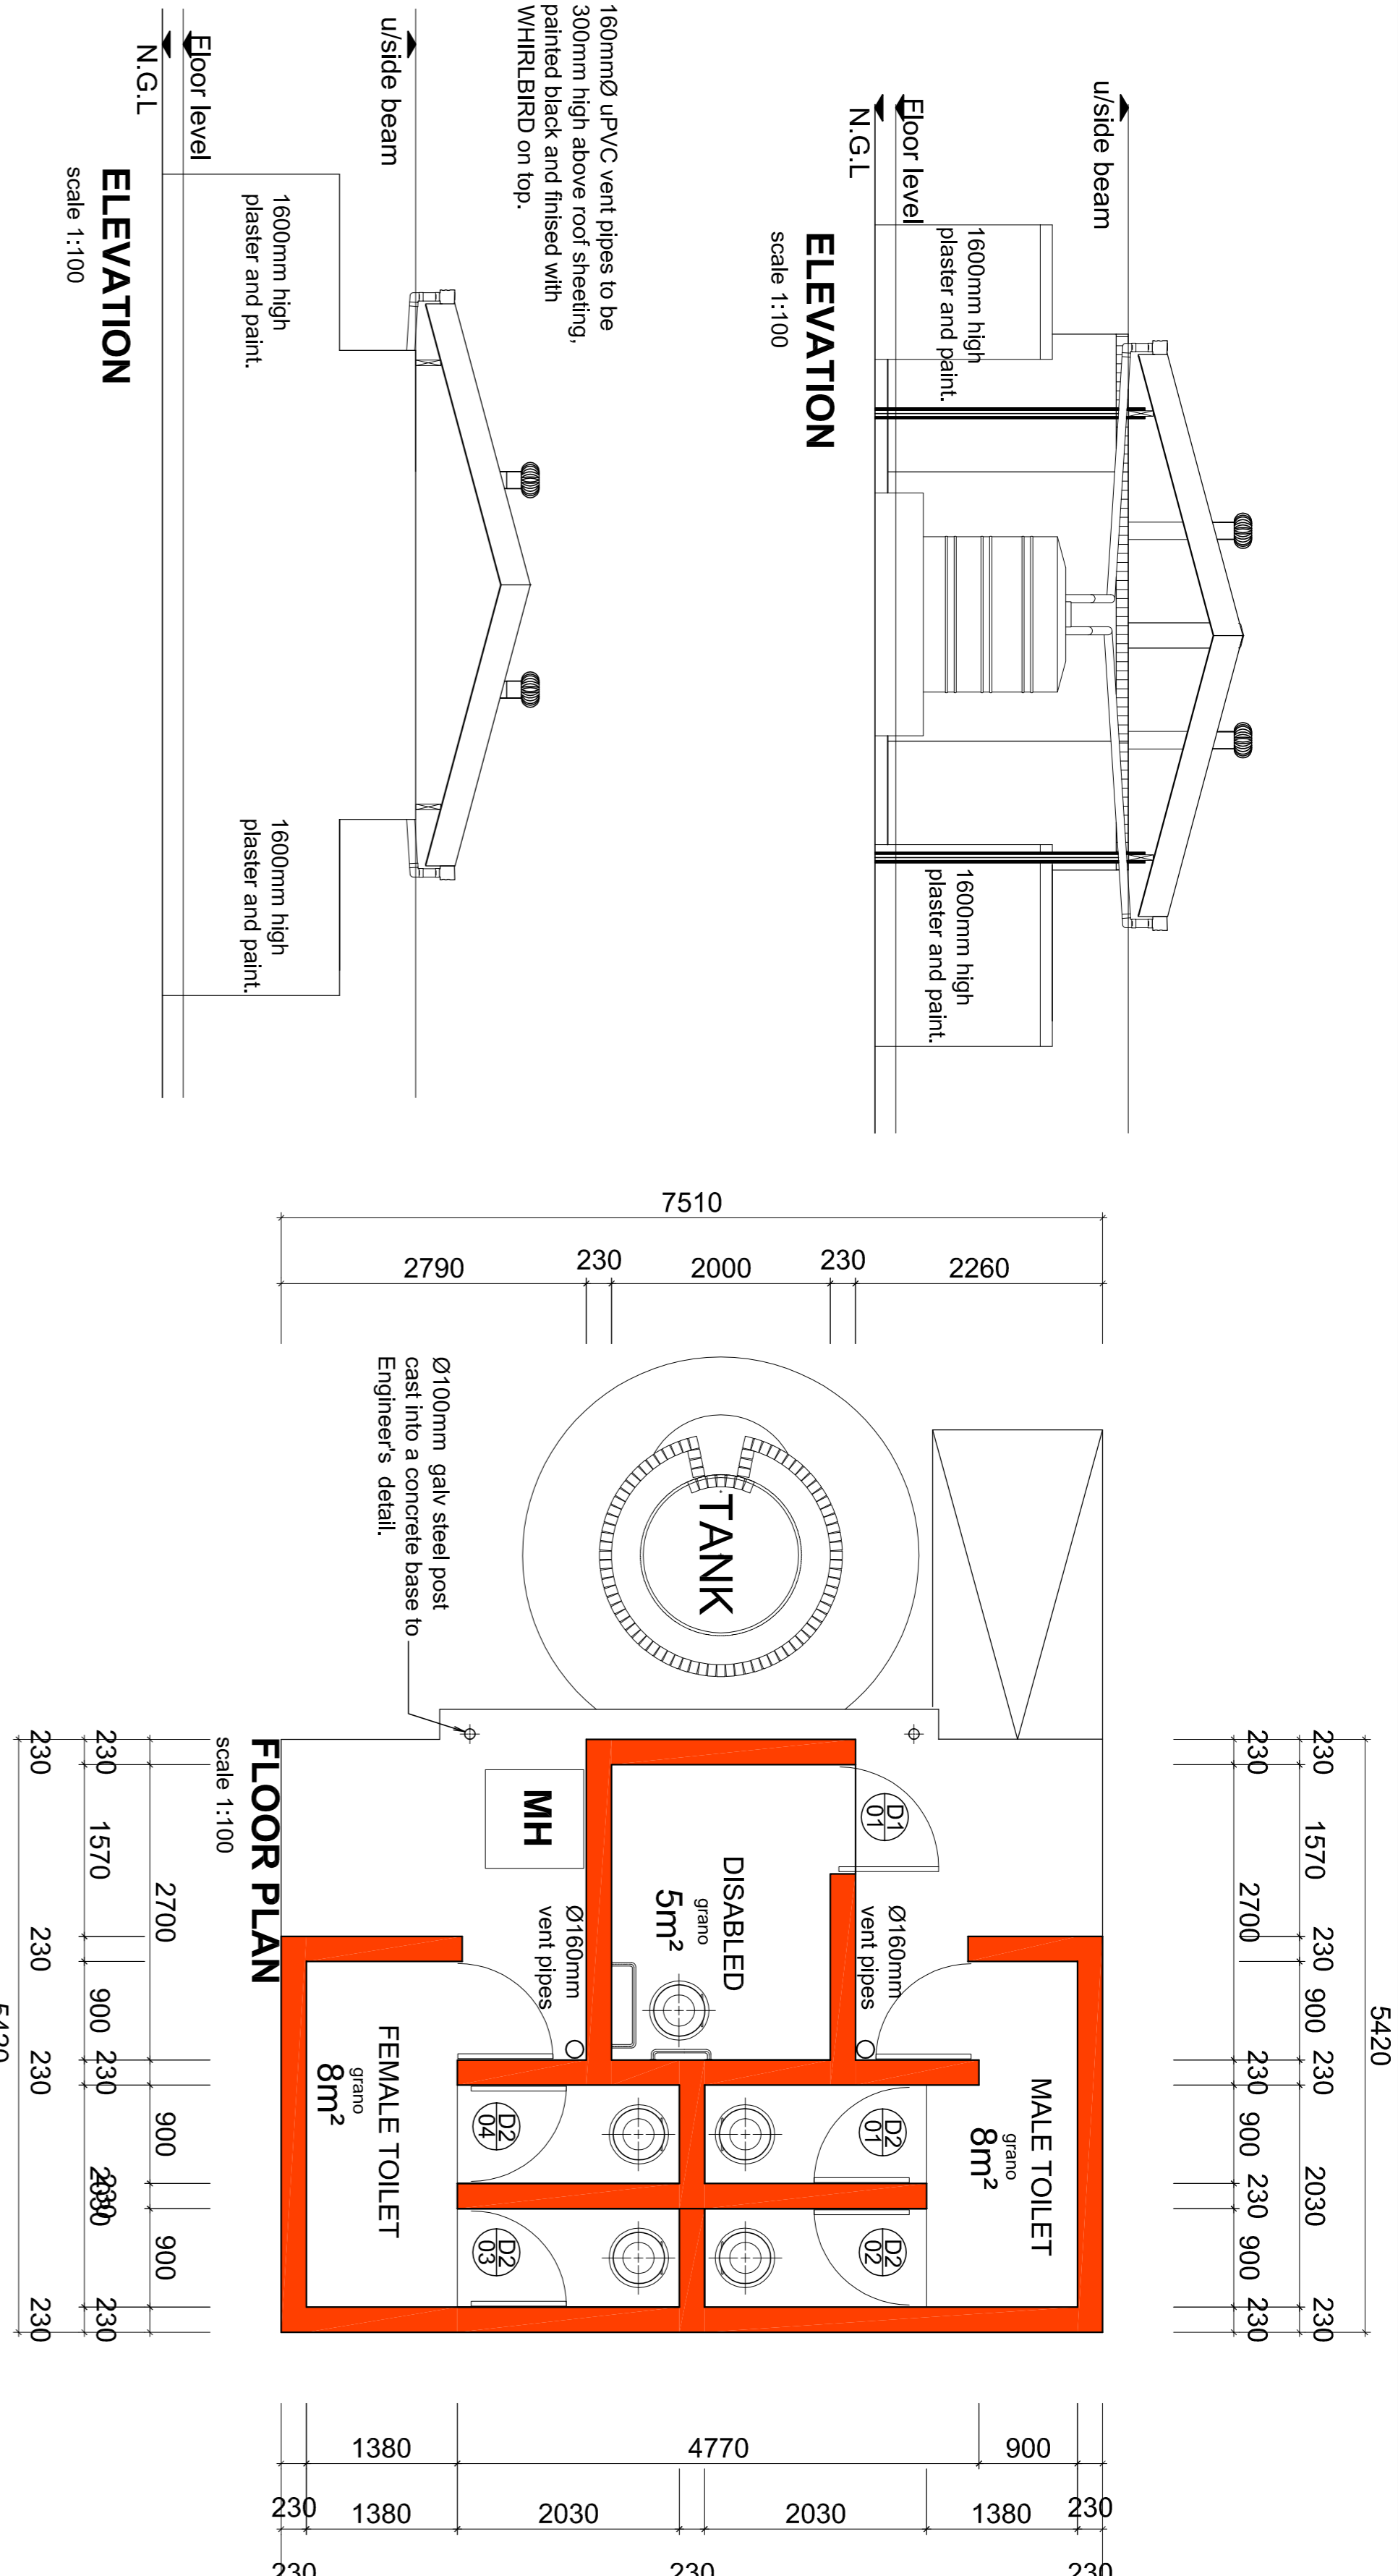 160mmØ uPVC vent pipes to be
300mm high above roof sheeting,
painted black and finised with
WHIRLBIRD on top.
u/side beam
Floor level
N.G.L
1600mm high
plaster and paint.
1600mm high
plaster and paint.
ELEVATION
scale 1:100
u/side beam
Floor level
N.G.L
1600mm high
plaster and paint.
1600mm high
plaster and paint.
ELEVATION
scale 1:100
7510
2790
230
2000
230
2260
TANK
Ø100mm galv steel post
cast into a concrete base to
Engineer's detail.
MH
D1
01
DISABLED
grano
5m²
Ø160mm
vent pipes
Ø160mm
vent pipes
MALE TOILET
grano
8m²
FEMALE TOILET
grano
8m²
D2
01
D2
02
D2
03
D2
04
FLOOR PLAN
scale 1:100
5420
230
1570
230
900
230
2030
230
230
2700
230
900
230
900
230
2700
900
900
230
1570
230
900
230
2030
230
230
230
230
230
230
230
1380
4770
900
230
1380
2030
2030
1380
230